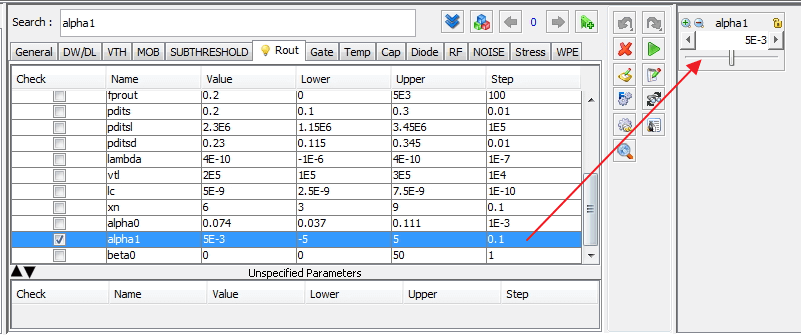 Search : alpha1 0
General DW/DL VTH MOB SUBTHRESHOLD Rout Gate Temp Cap Diode RF NOISE Stress WPE
Check Name Value Lower Upper Step
fprout 0.2 0 5E3 100
pdits 0.2 0.1 0.3 0.01
pditsl 2.3E6 1.15E6 3.45E6 1E5
pditsd 0.23 0.115 0.345 0.01
lambda 4E-10 -1E-6 4E-10 1E-7
vtl 2E5 1E5 3E5 1E4
lc 5E-9 2.5E-9 7.5E-9 1E-10
xn 6 3 9 0.1
alpha0 0.074 0.037 0.111 1E-3
alpha1 5E-3 -5 5 0.1
beta0 0 0 50 1
Unspecified Parameters
Check Name Value Lower Upper Step
alpha1
5E-3